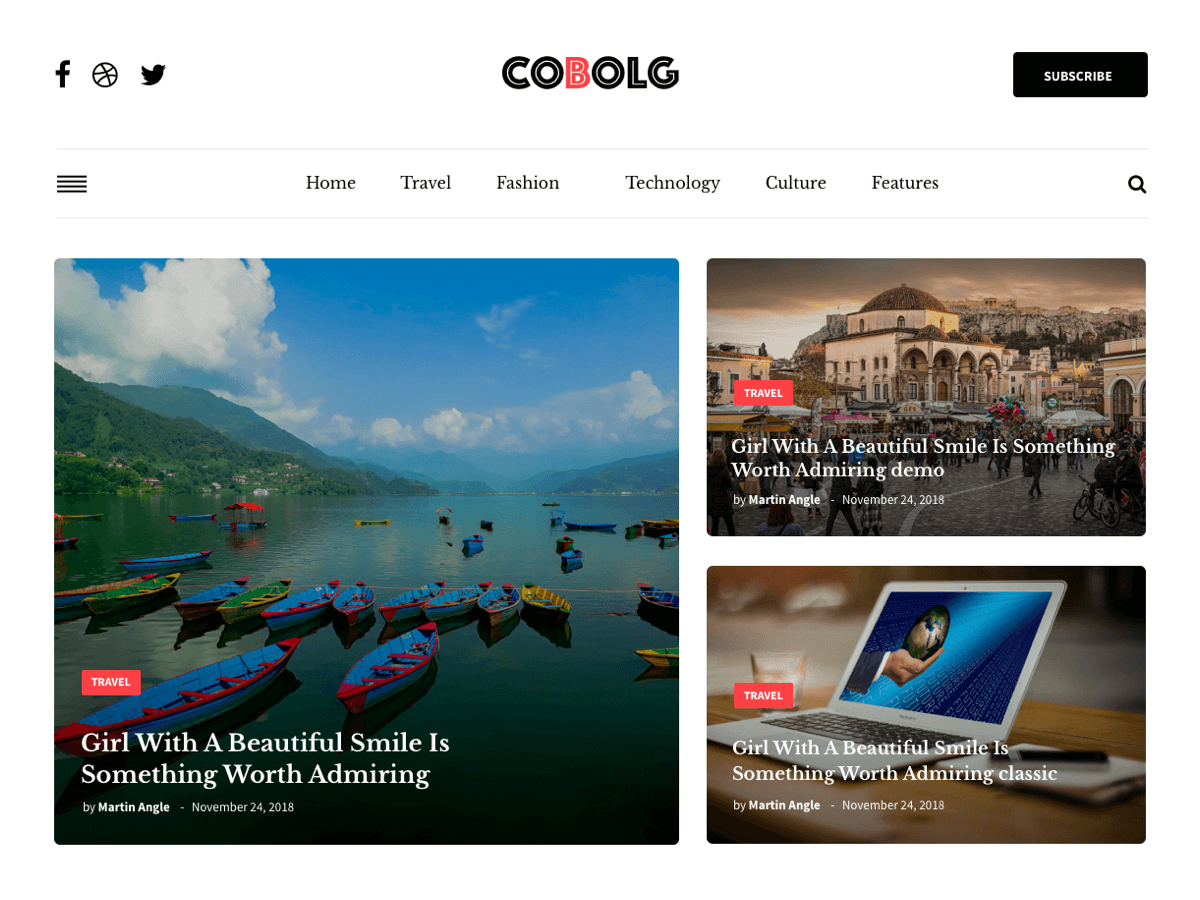 COBOLG
SUBSCRIBE
Home Travel Fashion Technology Culture Features
TRAVEL
Girl With A Beautiful Smile Is
Something Worth Admiring
by Martin Angle - November 24, 2018
TRAVEL
Girl With A Beautiful Smile Is Something
Worth Admiring demo
by Martin Angle - November 24, 2018
TRAVEL
Girl With A Beautiful Smile Is
Something Worth Admiring classic
by Martin Angle - November 24, 2018